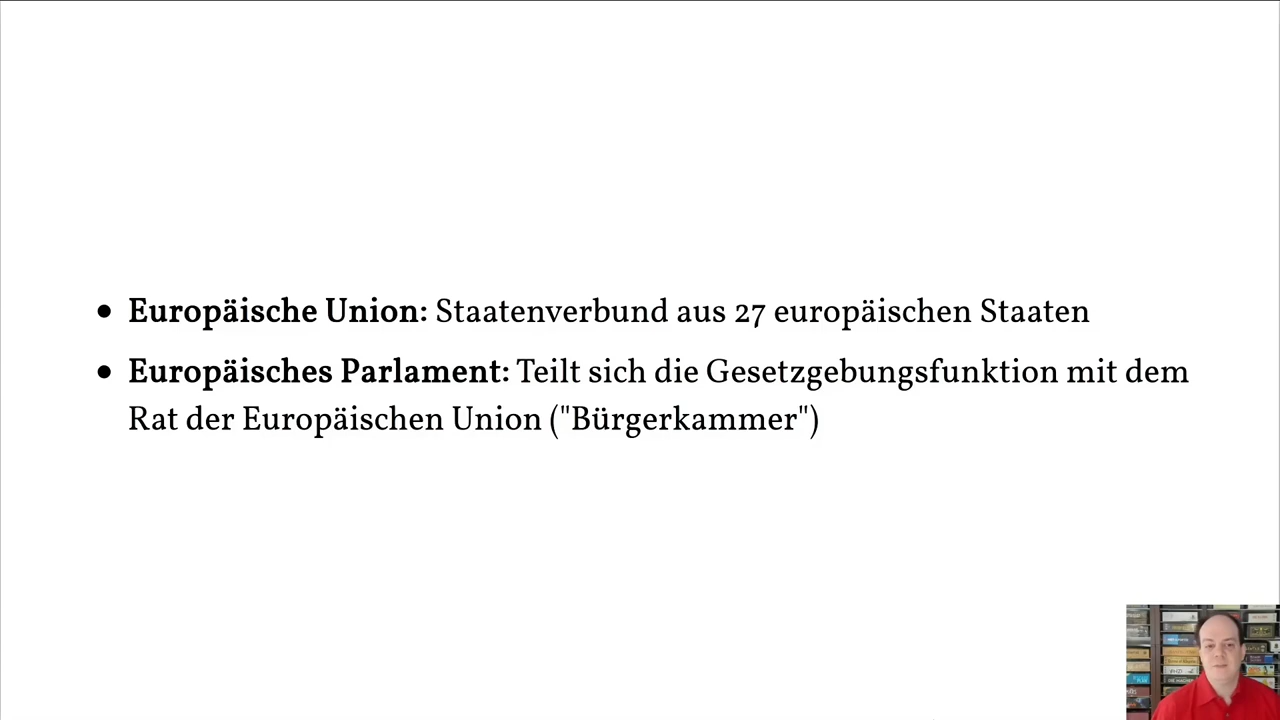 • Europäische Union: Staatenverbund aus 27 europäischen Staaten
• Europäisches Parlament: Teilt sich die Gesetzgebungsfunktion mit dem
Rat der Europäischen Union ("Bürgerkammer")